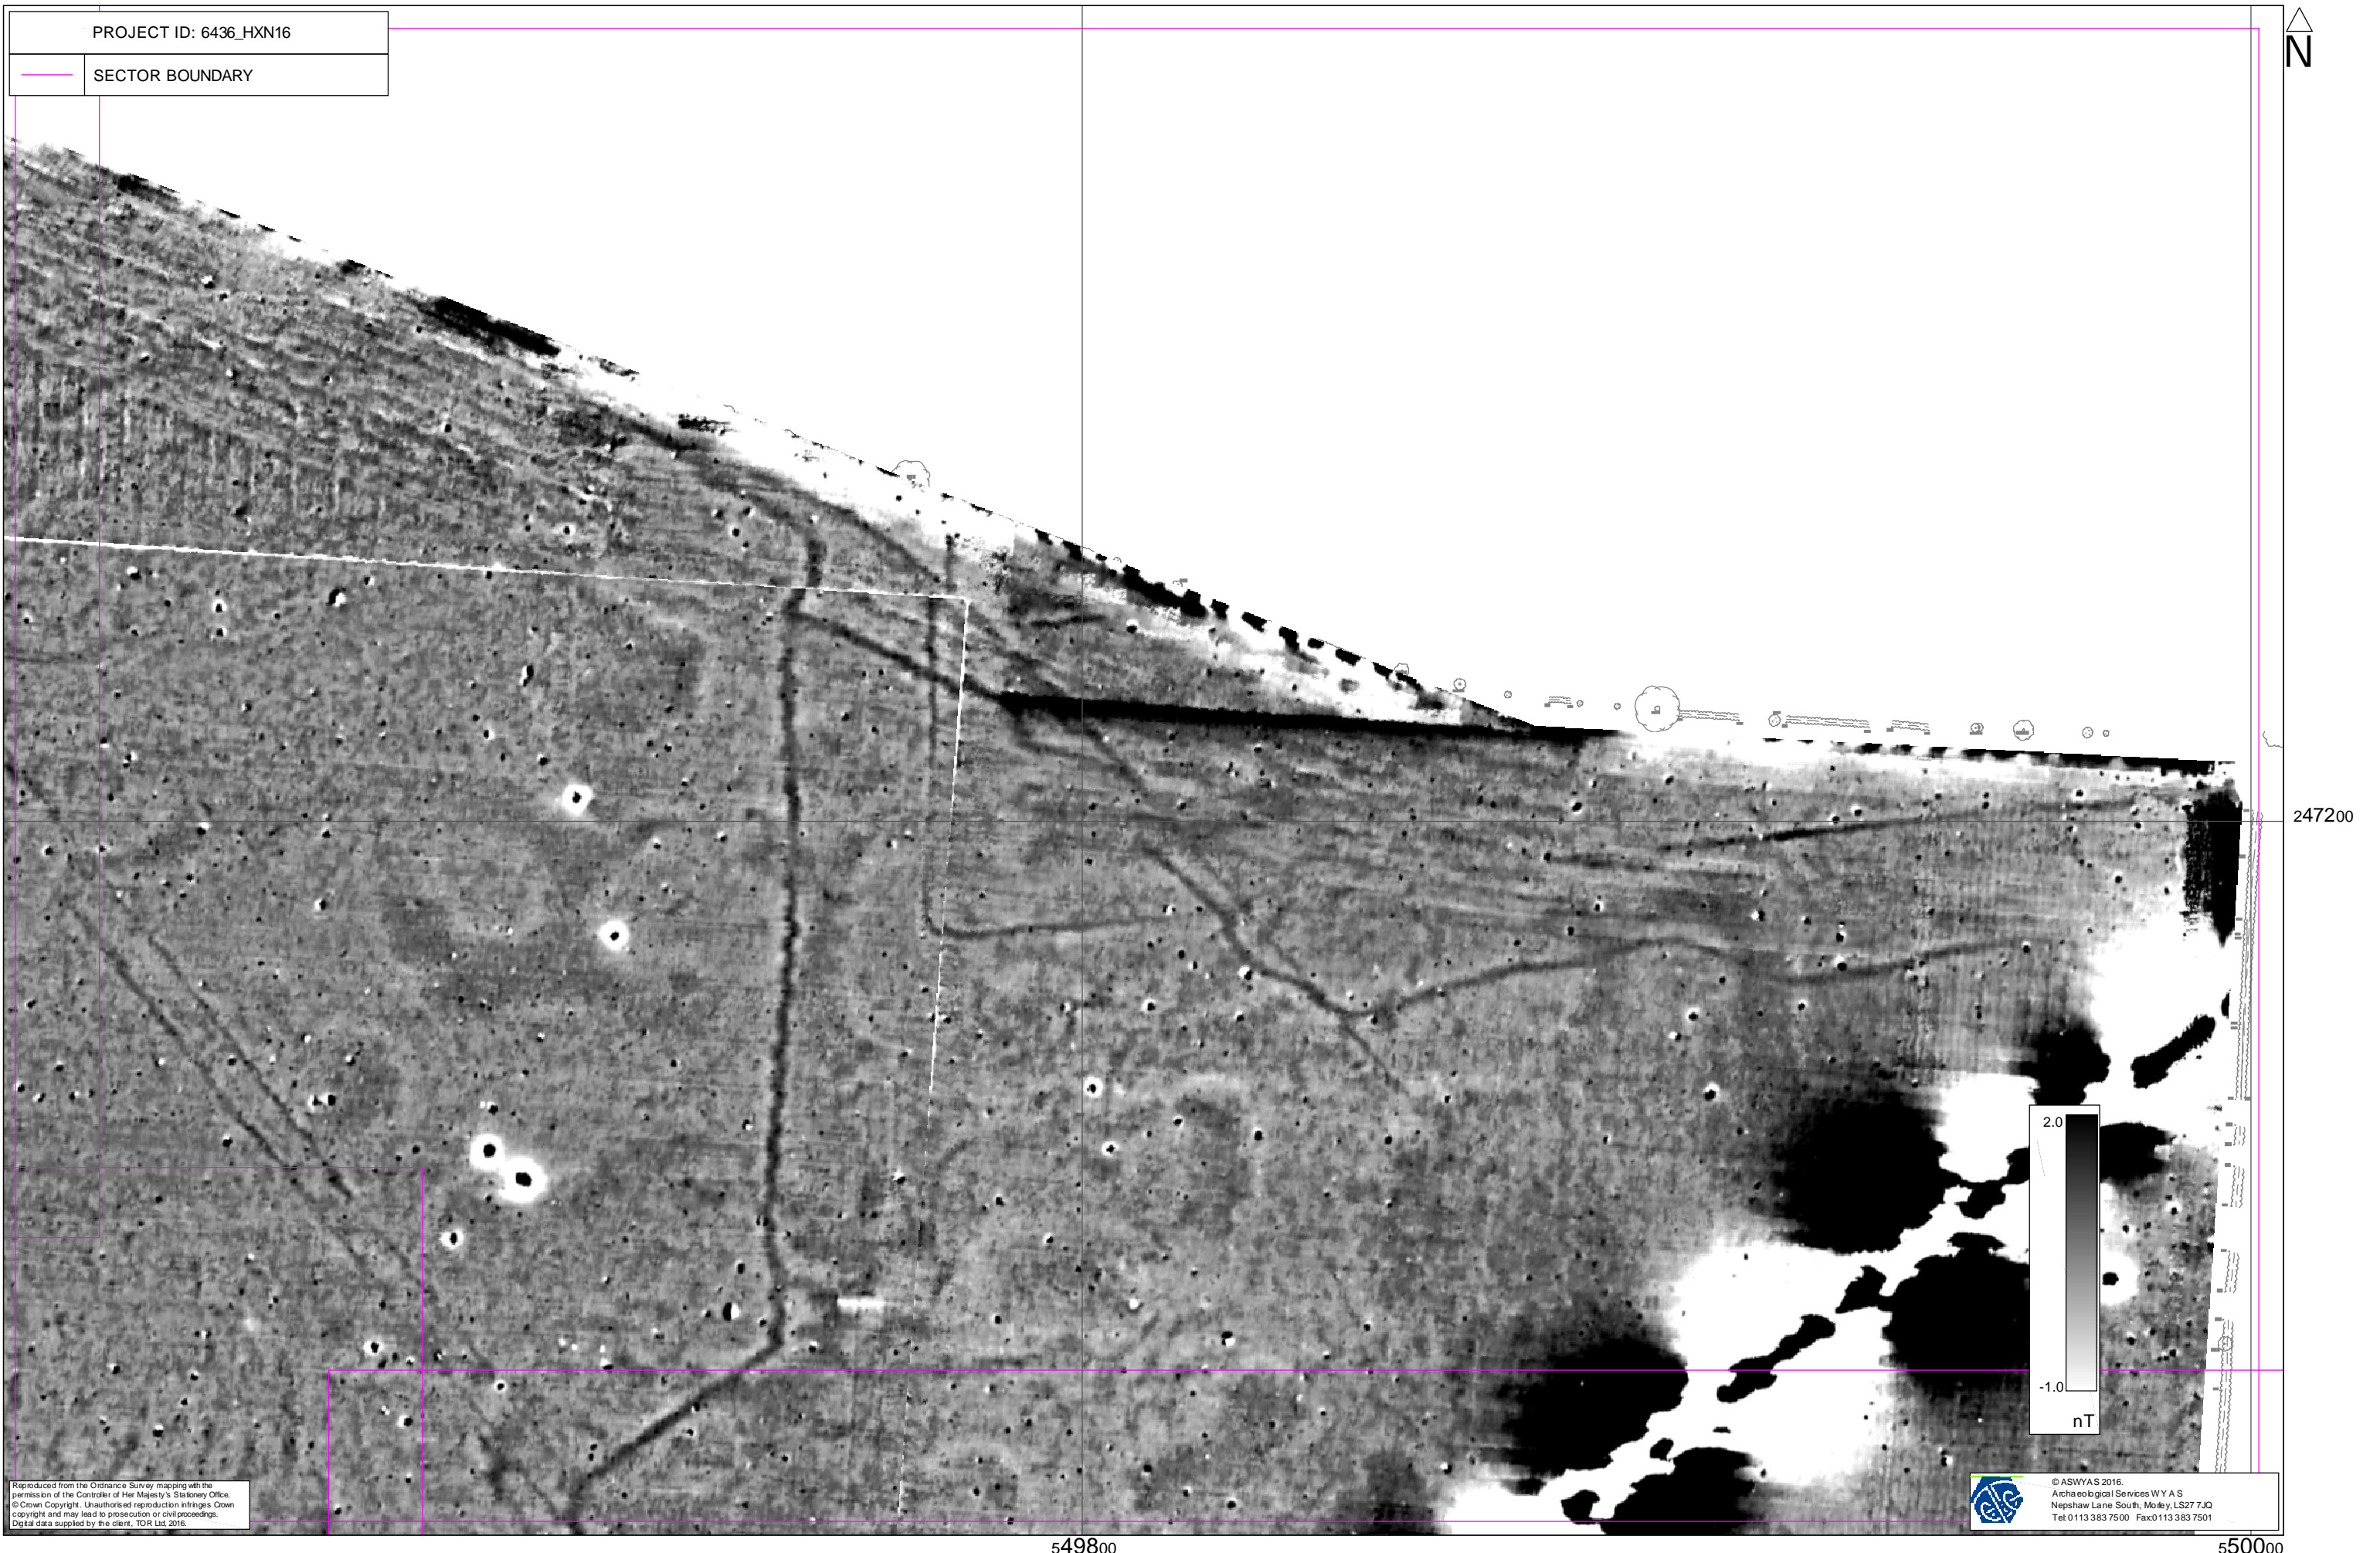 PROJECT ID: 6436_HXN16
SECTOR BOUNDARY
N
247200
2.0
-1.0
nT
Reproduced from the Ordnance Survey mapping with the
permission of the Controller of Her Majesty's Stationery Office.
© Crown Copyright. Unauthorised reproduction infringes Crown
copyright and may lead to prosecution or civil proceedings.
Digital data supplied by the client, TOR Ltd, 2016.
© ASWYAS 2016.
Archaeological Services W Y A S
Nepshaw Lane South, Morley, LS27 7JQ
Tel: 0113 383 7500 Fax: 0113 383 7501
549800
550000